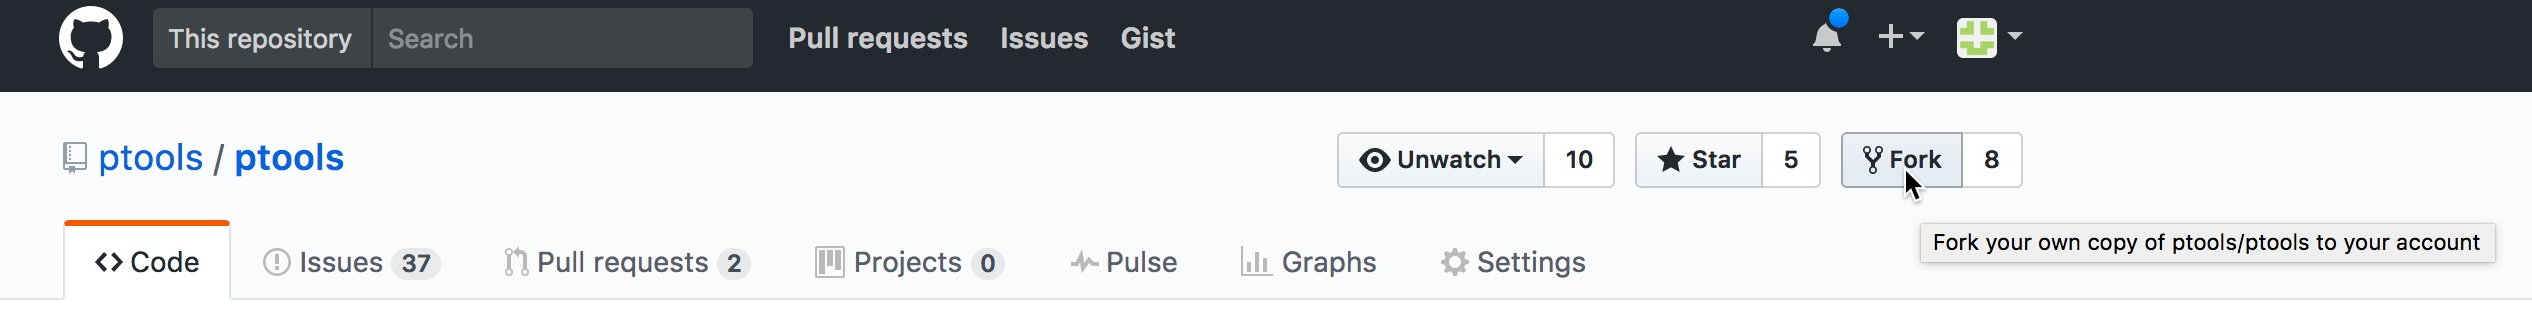 This repository Search Pull requests Issues Gist
ptools / ptools Unwatch 10 Star 5 Fork 8
Fork your own copy of ptools/ptools to your account
Code Issues 37 Pull requests 2 Projects 0 Pulse Graphs Settings